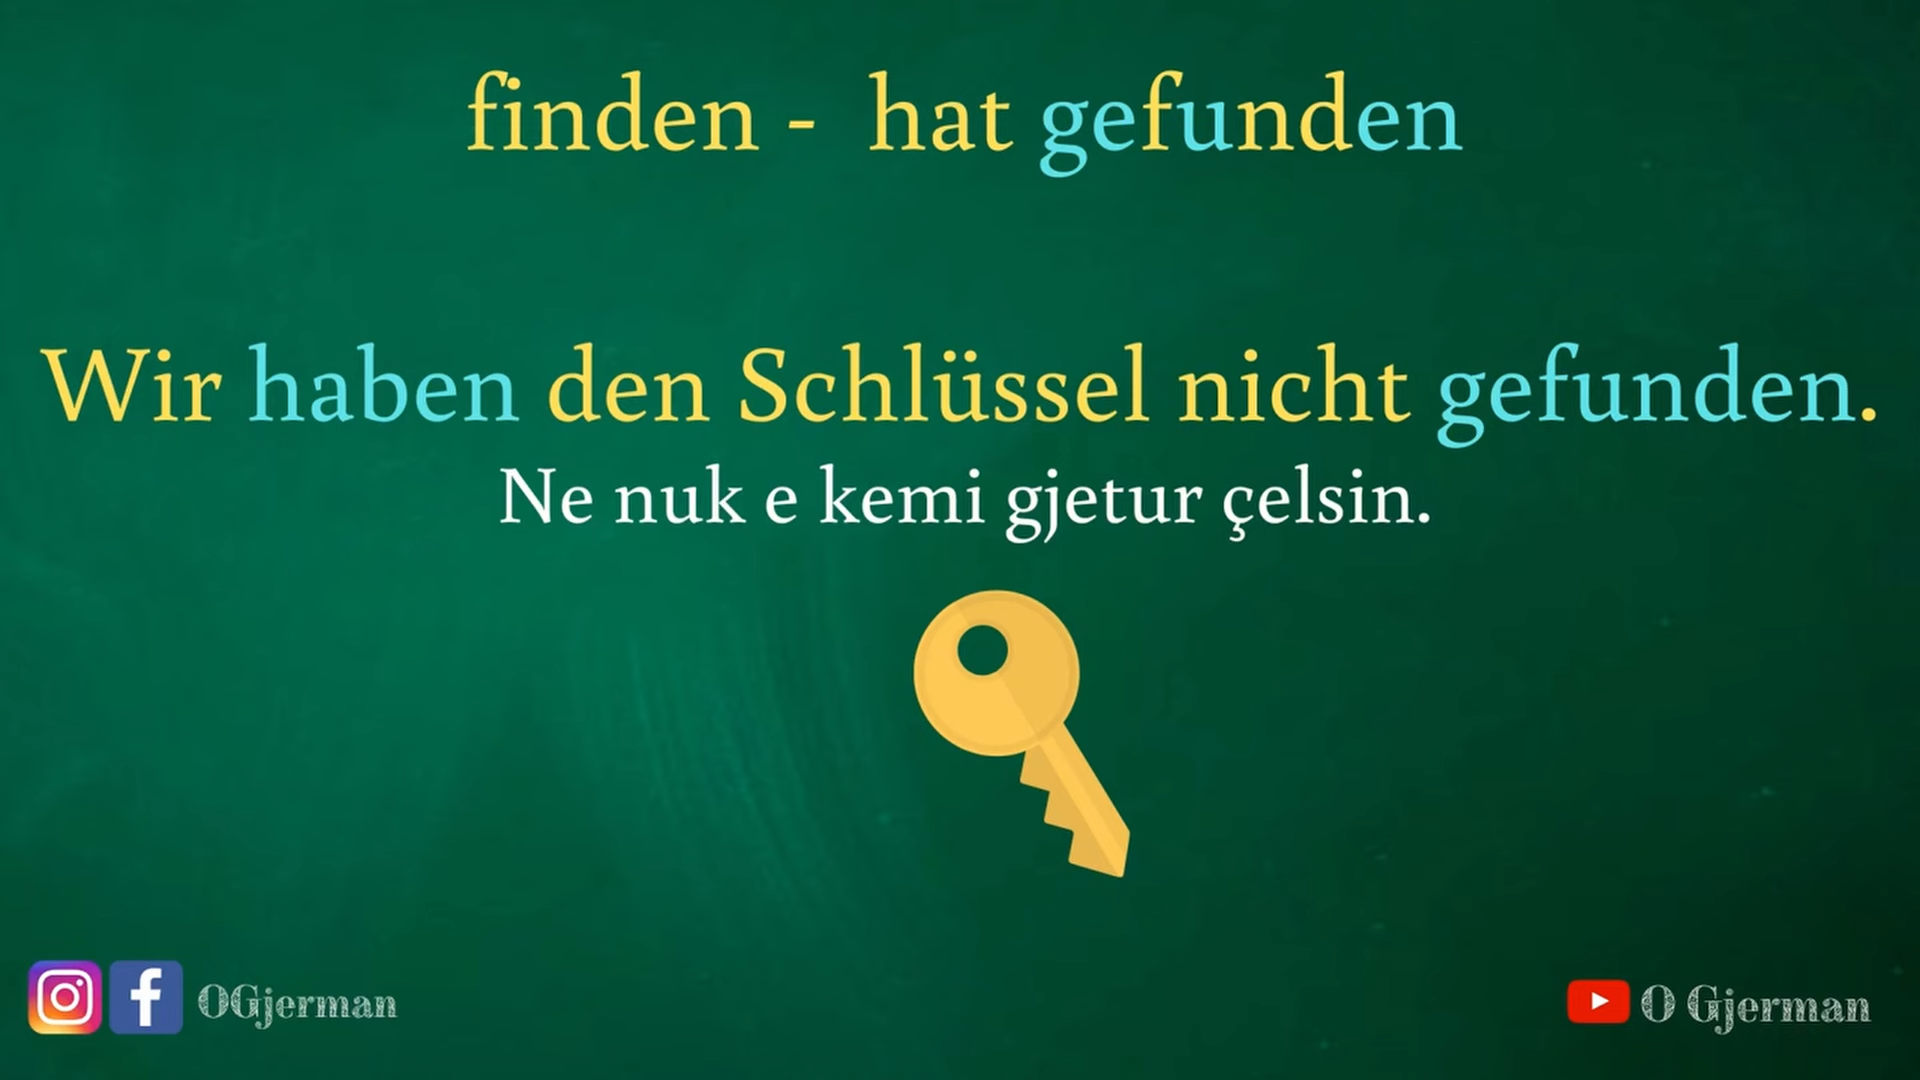 finden - hat gefunden
Wir haben den Schlüssel nicht gefunden.
Ne nuk e kemi gjetur çelsin.
OGjerman
O Gjerman